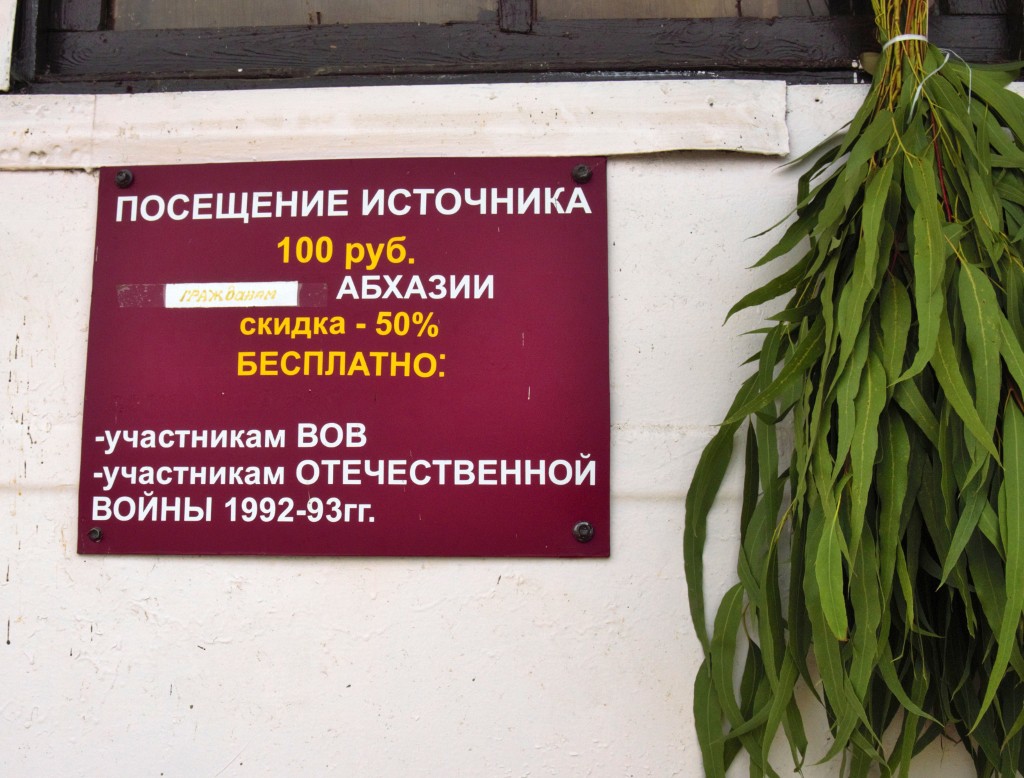 ПОСЕЩЕНИЕ ИСТОЧНИКА
100 руб.
ГРАЖДАНАМ АБХАЗИИ
скидка - 50%
БЕСПЛАТНО:
-участникам ВОВ
-участникам ОТЕЧЕСТВЕННОЙ
ВОЙНЫ 1992-93гг.